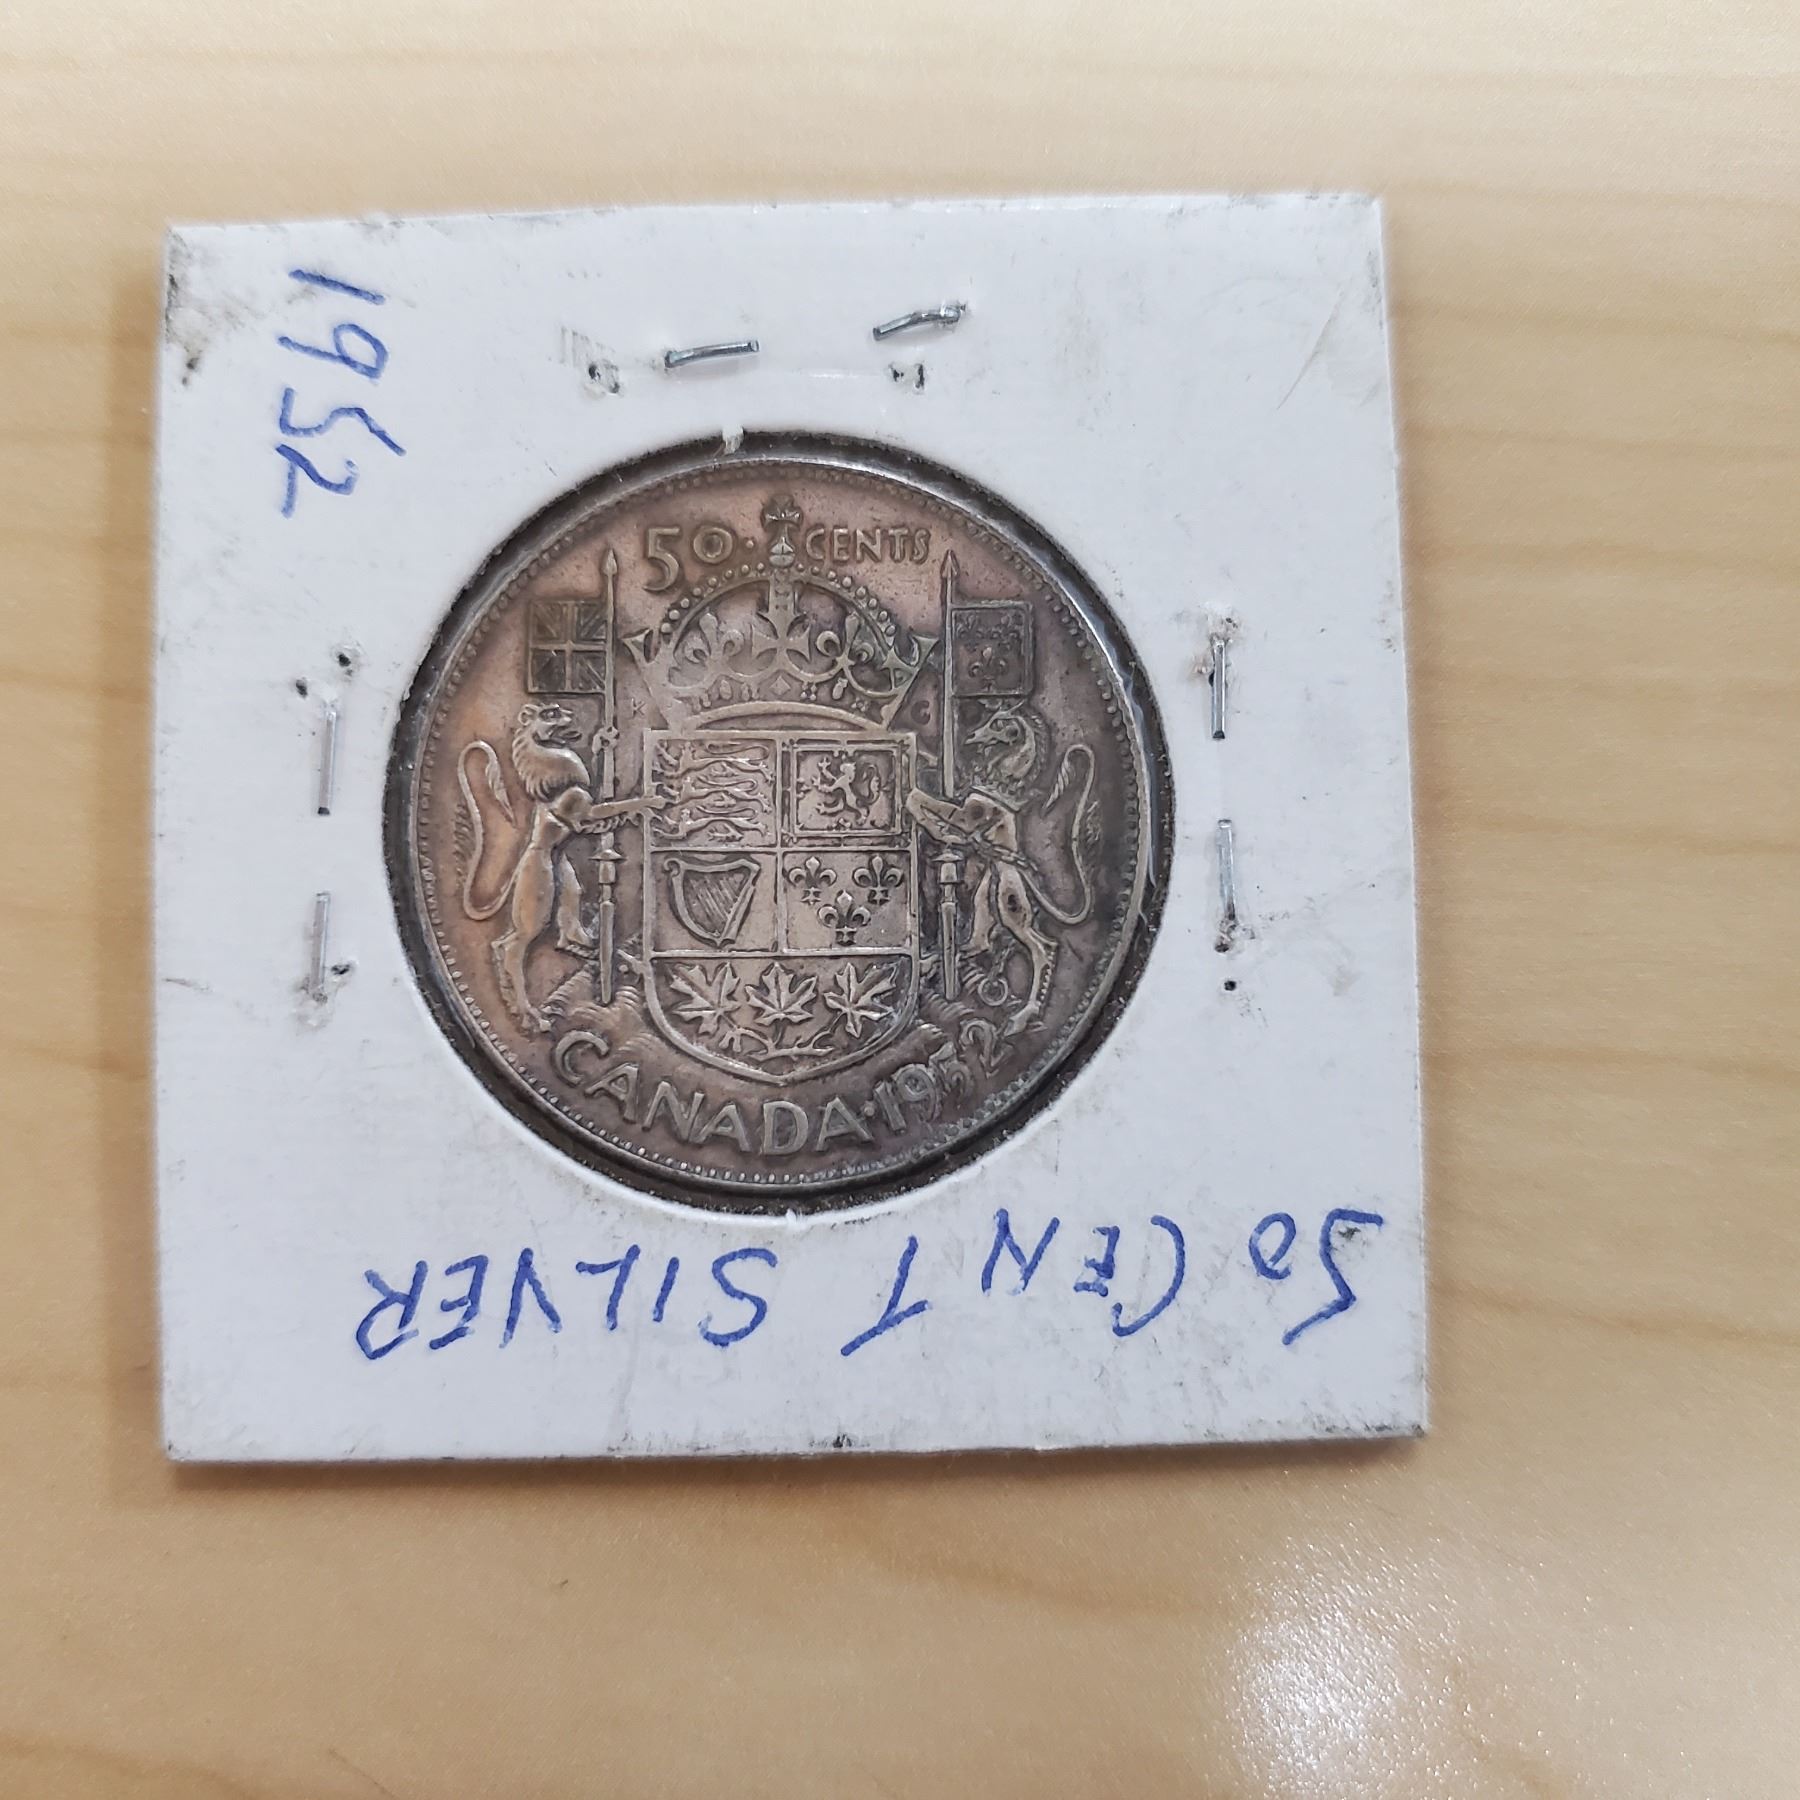 1952
50 CENTS
K G
CANADA·1952
50 CENT SILVER